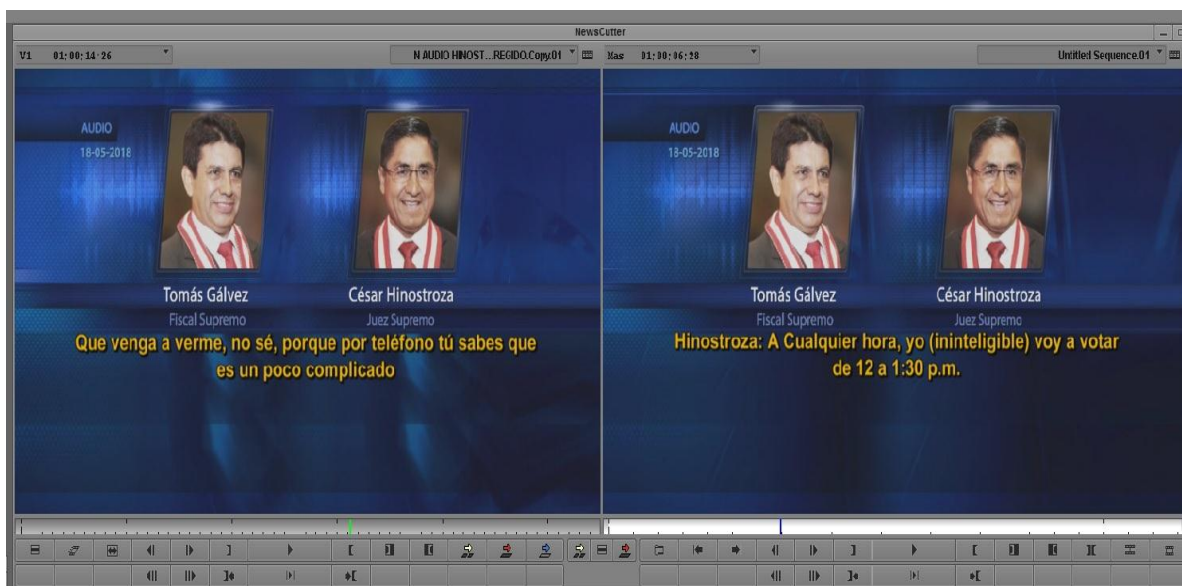 NewsCutter
V1 01:00:14:26 N AUDIO HINOST...REGIDO.Copy.01
Mas 01:00:06:28 Untitled Sequence.01
AUDIO
18-05-2018
Tomás Gálvez
Fiscal Supremo
César Hinostroza
Juez Supremo
Que venga a verme, no sé, porque por teléfono tú sabes que
es un poco complicado
AUDIO
18-05-2018
Tomás Gálvez
Fiscal Supremo
César Hinostroza
Juez Supremo
Hinostroza: A Cualquier hora, yo (ininteligible) voy a votar
de 12 a 1:30 p.m.